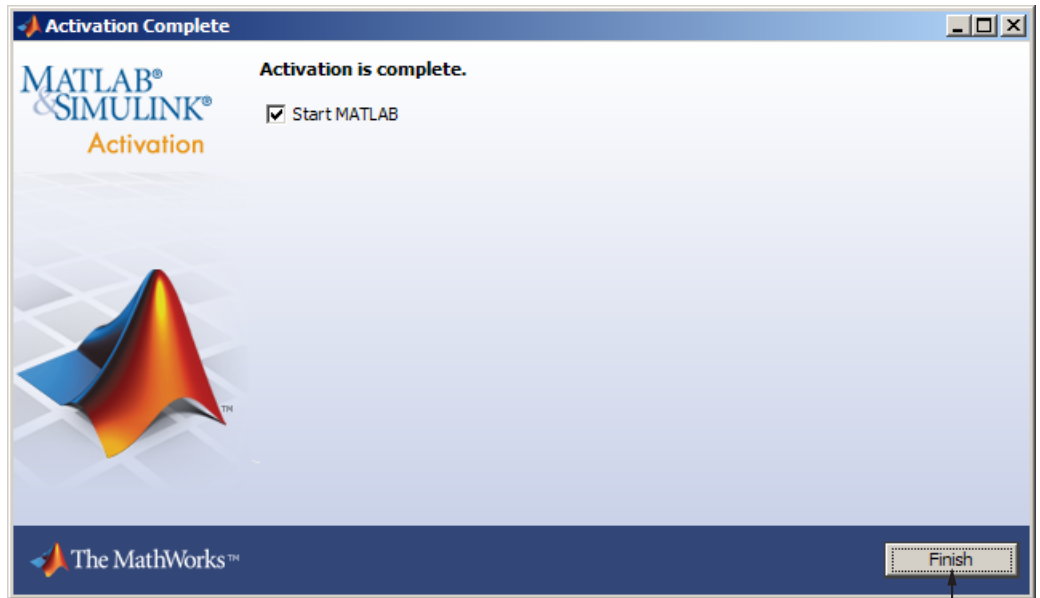 Activation Complete
MATLAB®
&SIMULINK®
Activation
Activation is complete.
Start MATLAB
TM
The MathWorks™
Finish